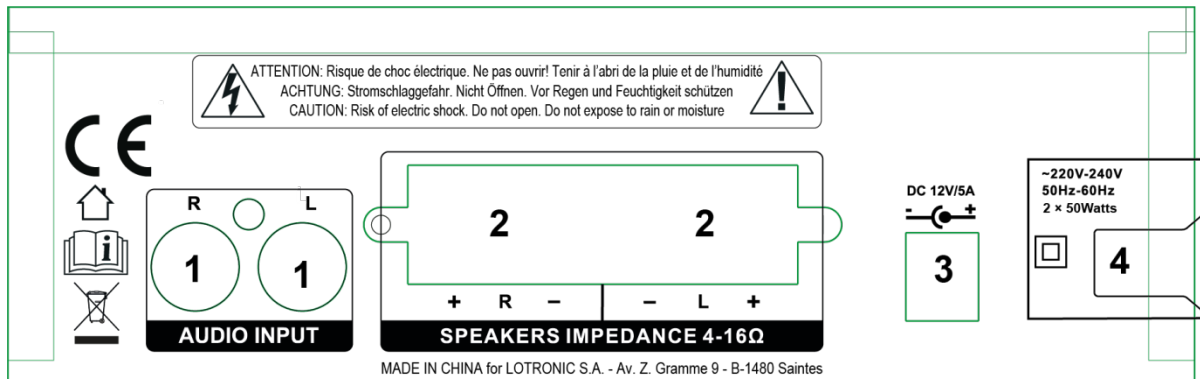 ATTENTION: Risque de choc électrique. Ne pas ouvrir! Tenir à l'abri de la pluie et de l'humidité
ACHTUNG: Stromschlaggefahr. Nicht Öffnen. Vor Regen und Feuchtigkeit schützen
CAUTION: Risk of electric shock. Do not open. Do not expose to rain or moisture
CE
i
R L
1 1
AUDIO INPUT
2 2
+ R − − L +
SPEAKERS IMPEDANCE 4-16Ω
DC 12V/5A
- +
3
~220V-240V
50Hz-60Hz
2 × 50Watts
4
MADE IN CHINA for LOTRONIC S.A. - Av. Z. Gramme 9 - B-1480 Saintes